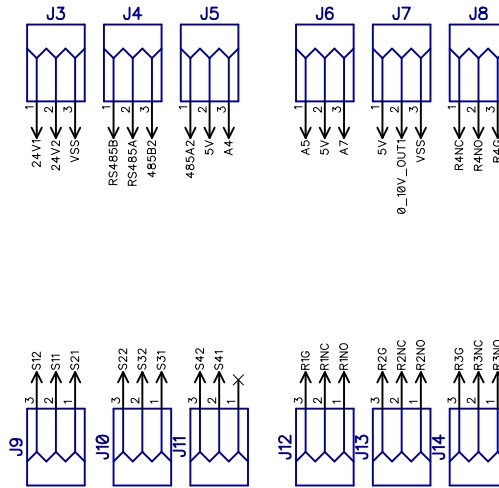 J3 J4 J5 J6 J7 J8
1 2 3 1 2 3 1 2 3 1 2 3 1 2 3 1 2 3
24V1 24V2 VSS RS485B RS485A 485B2 485A2 5V A4 A5 5V A7 5V 0_10V_OUT1 VSS R4NC R4NO R4G
S12 S11 S21 S22 S32 S31 S42 S41 R1G R1NC R1NO R2G R2NC R2NO R3G R3NC R3NO
3 2 1 3 2 1 3 2 1 3 2 1 3 2 1 3 2 1
J9 J10 J11 J12 J13 J14